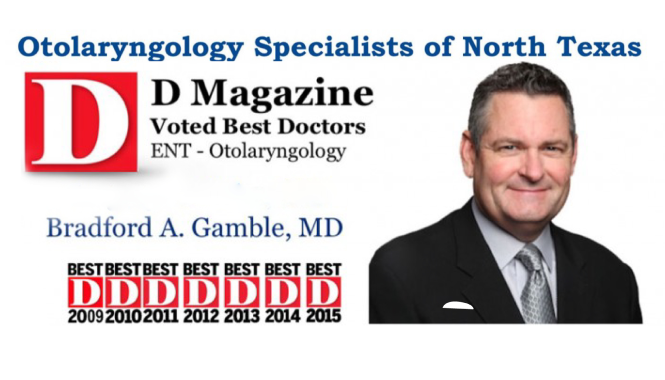 Otolaryngology Specialists of North Texas
D
D Magazine
Voted Best Doctors
ENT - Otolaryngology
Bradford A. Gamble, MD
BEST BEST BEST BEST BEST BEST BEST
D D D D D D D
2009 2010 2011 2012 2013 2014 2015